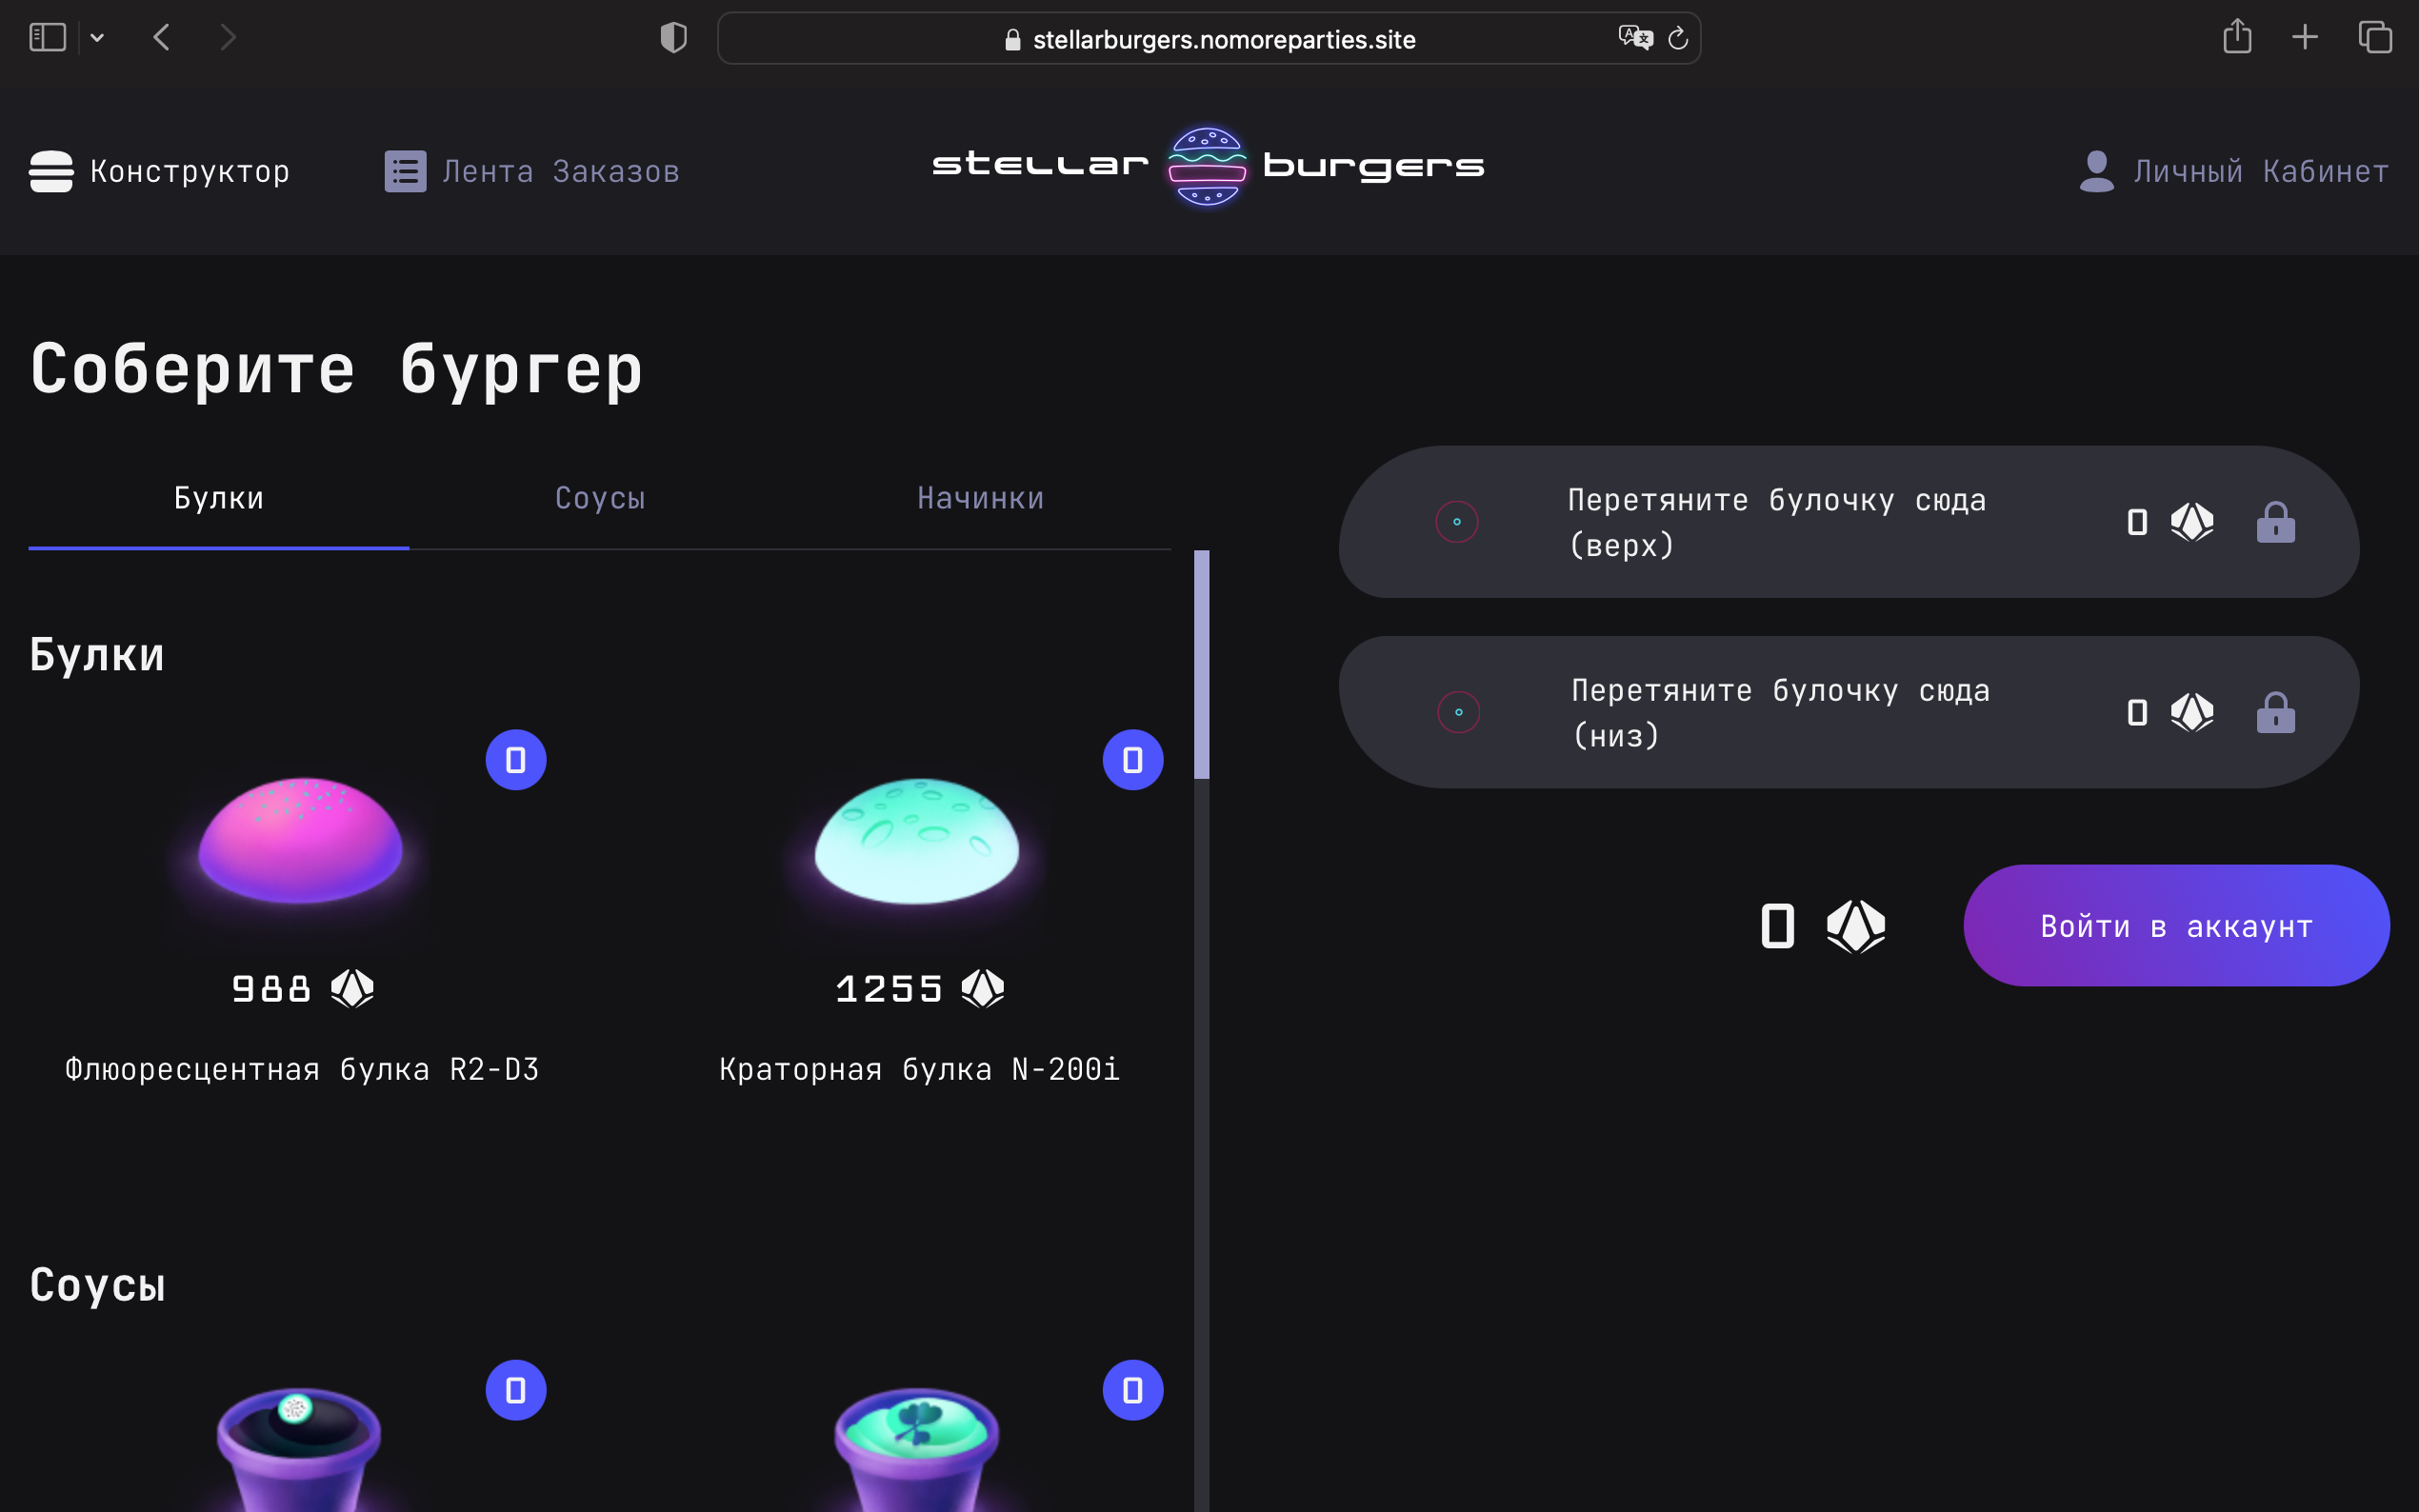 stellarburgers.nomoreparties.site
Конструктор
Лента Заказов
stellar burgers
Личный Кабинет
Соберите бургер
Булки
Соусы
Начинки
Булки
0
0
988
1255
Флюоресцентная булка R2-D3
Краторная булка N-200i
Соусы
0
0
Перетяните булочку сюда
(верх)
0
Перетяните булочку сюда
(низ)
0
0
Войти в аккаунт